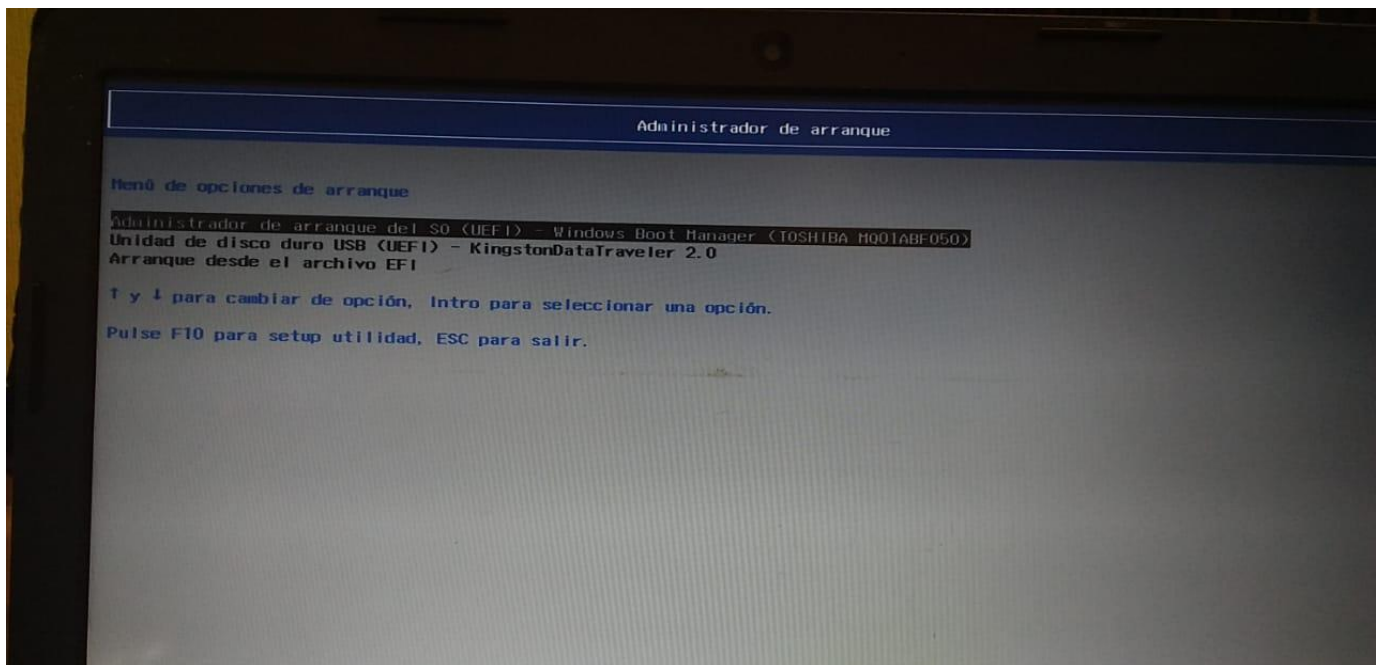 Administrador de arranque
Menú de opciones de arranque
Administrador de arranque del SO (UEFI) - Windows Boot Manager (TOSHIBA MQ01ABF050)
Unidad de disco duro USB (UEFI) - KingstonDataTraveler 2.0
Arranque desde el archivo EFI
↑ y ↓ para cambiar de opción, Intro para seleccionar una opción.
Pulse F10 para setup utilidad, ESC para salir.